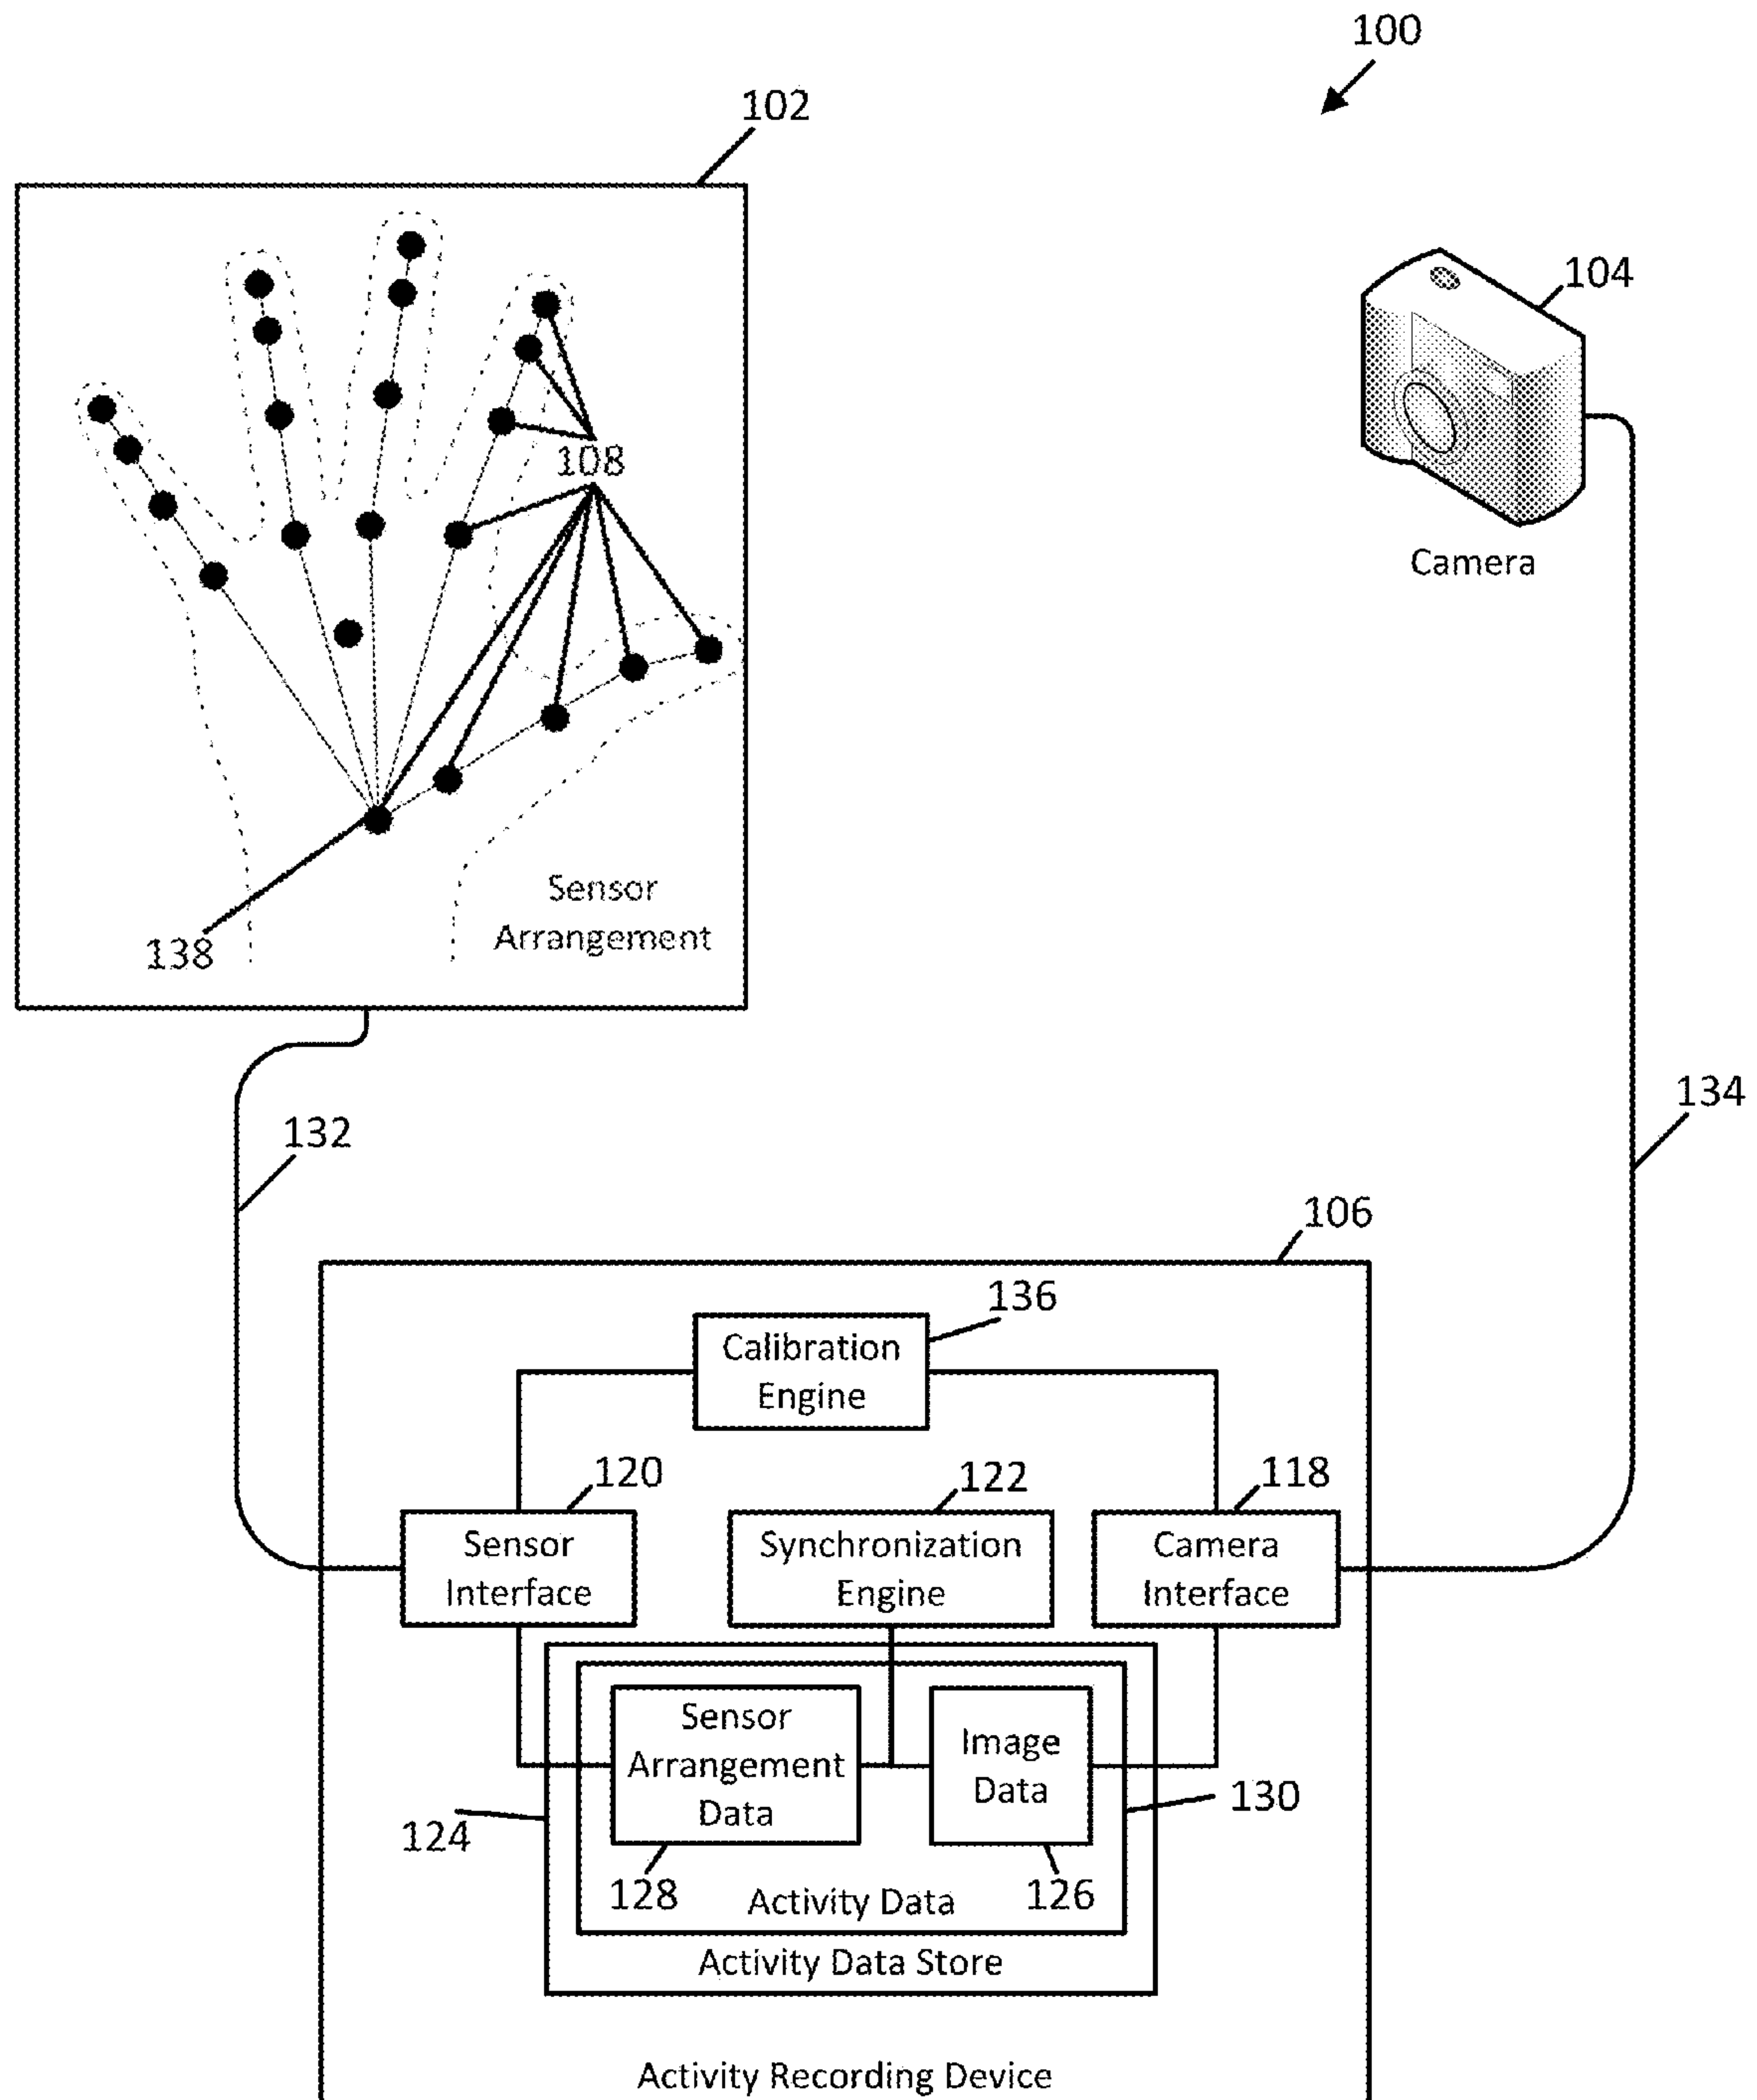 100
102
104
108
Camera
Sensor
Arrangement
138
132
134
106
136
Calibration
Engine
120
122
118
Sensor
Interface
Synchronization
Engine
Camera
Interface
Sensor
Arrangement
Data
Image
Data
124
130
128
126
Activity Data
Activity Data Store
Activity Recording Device